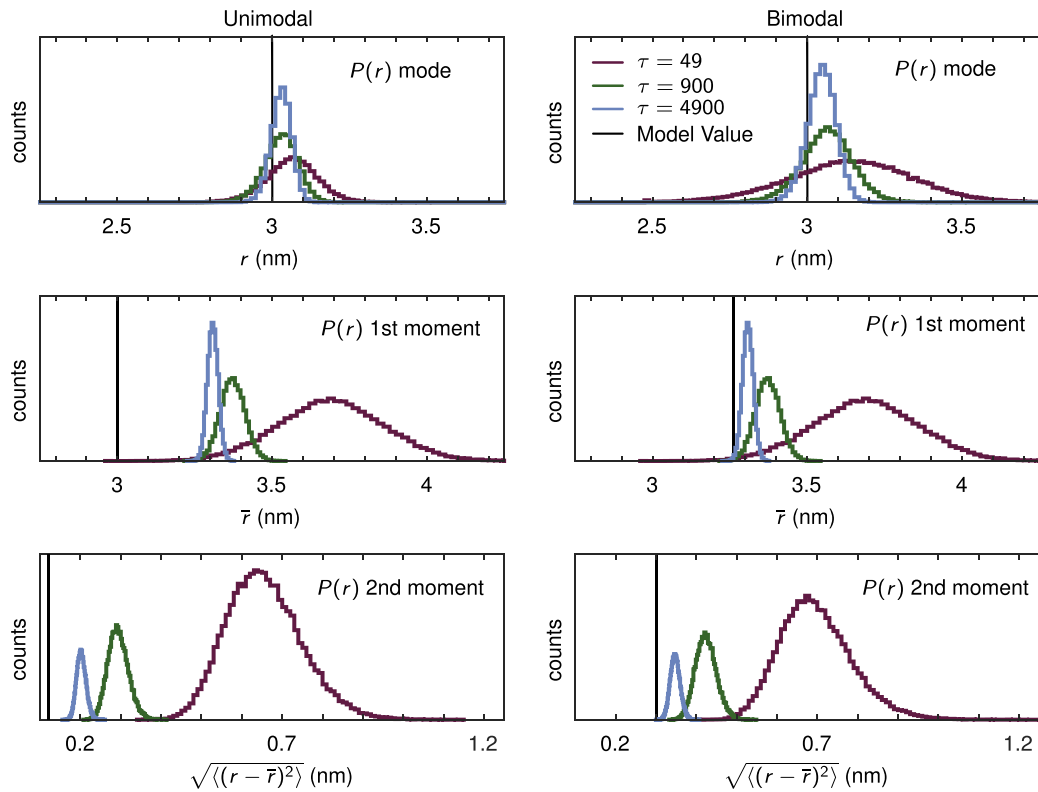 Unimodal
P(r) mode
counts
2.5 3 3.5
r (nm)
Bimodal
τ = 49
τ = 900
τ = 4900
Model Value
P(r) mode
counts
2.5 3 3.5
r (nm)
P(r) 1st moment
counts
3 3.5 4
r̅ (nm)
P(r) 1st moment
counts
3 3.5 4
r̅ (nm)
P(r) 2nd moment
counts
0.2 0.7 1.2
√⟨(r − r̅)²⟩ (nm)
P(r) 2nd moment
counts
0.2 0.7 1.2
√⟨(r − r̅)²⟩ (nm)